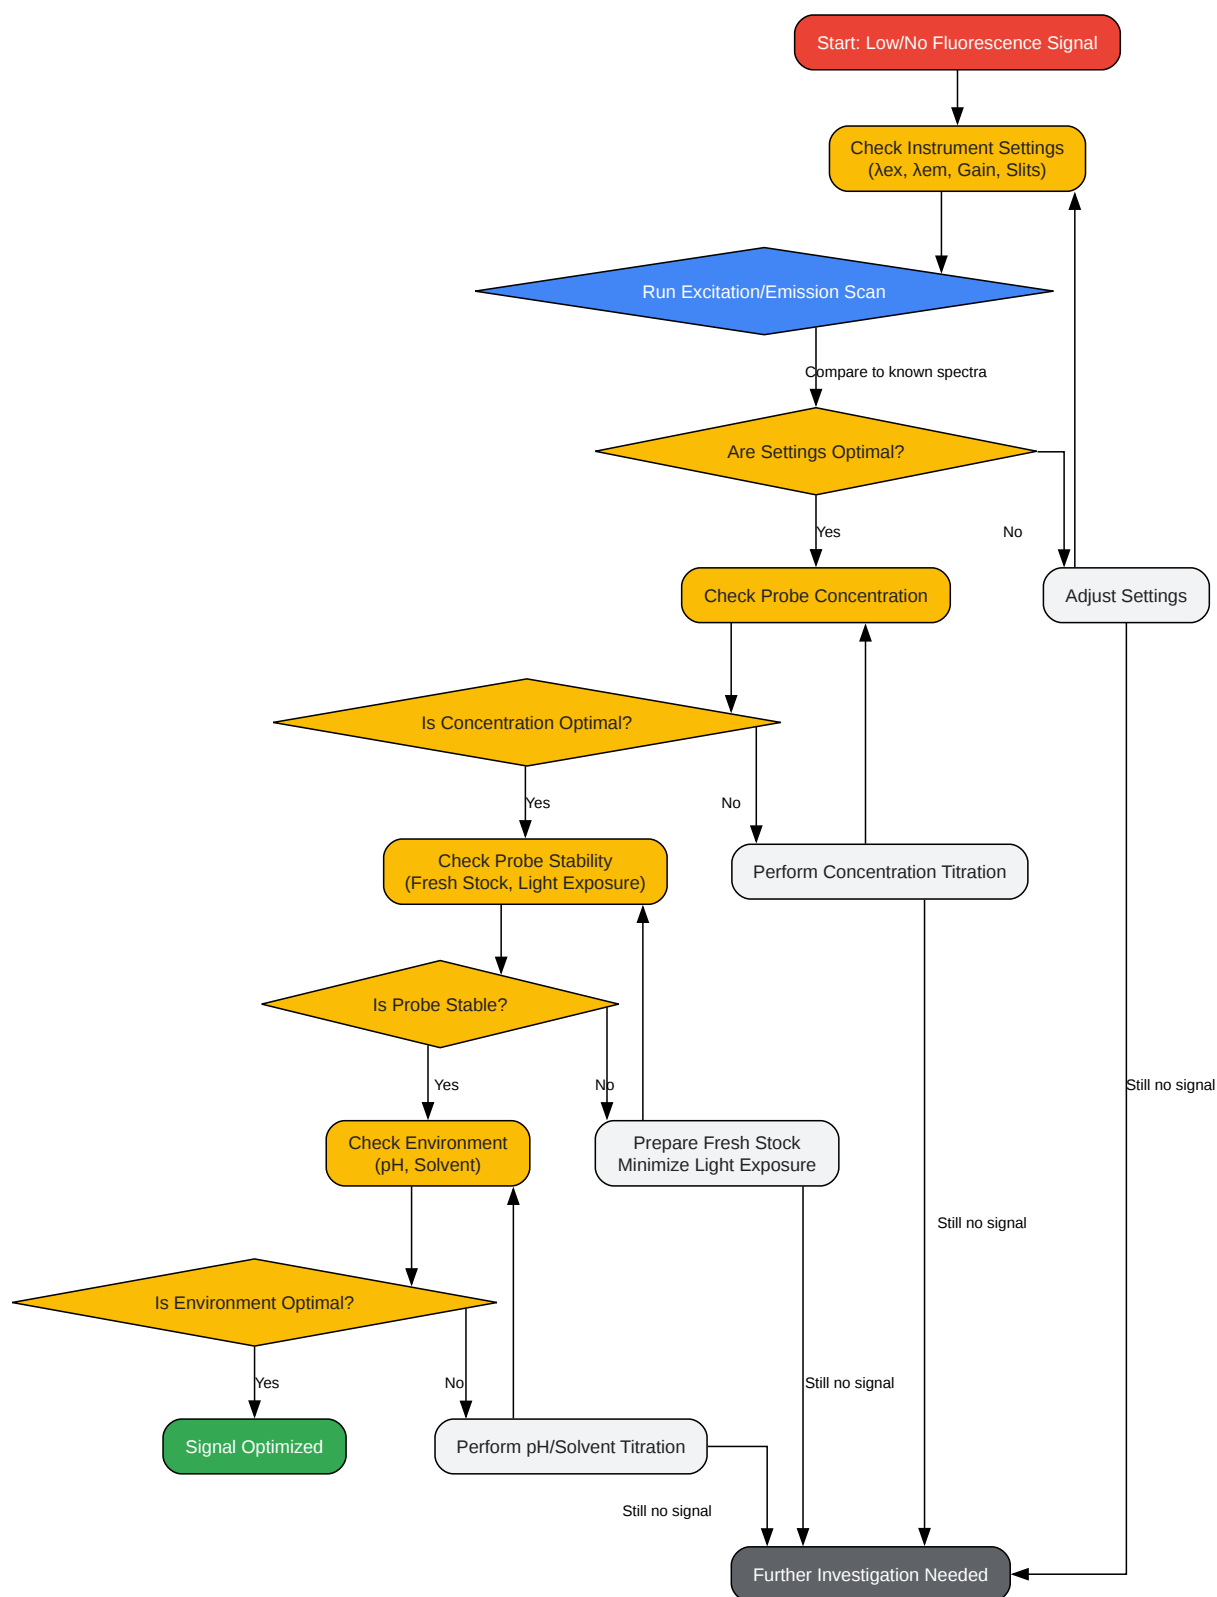 Start: Low/No Fluorescence Signal
Check Instrument Settings
(λex, λem, Gain, Slits)
Run Excitation/Emission Scan
Compare to known spectra
Are Settings Optimal?
Yes
No
Check Probe Concentration
Adjust Settings
Is Concentration Optimal?
Yes
No
Check Probe Stability
(Fresh Stock, Light Exposure)
Perform Concentration Titration
Is Probe Stable?
Yes
No
Still no signal
Check Environment
(pH, Solvent)
Prepare Fresh Stock
Minimize Light Exposure
Still no signal
Is Environment Optimal?
Yes
No
Still no signal
Signal Optimized
Perform pH/Solvent Titration
Still no signal
Further Investigation Needed